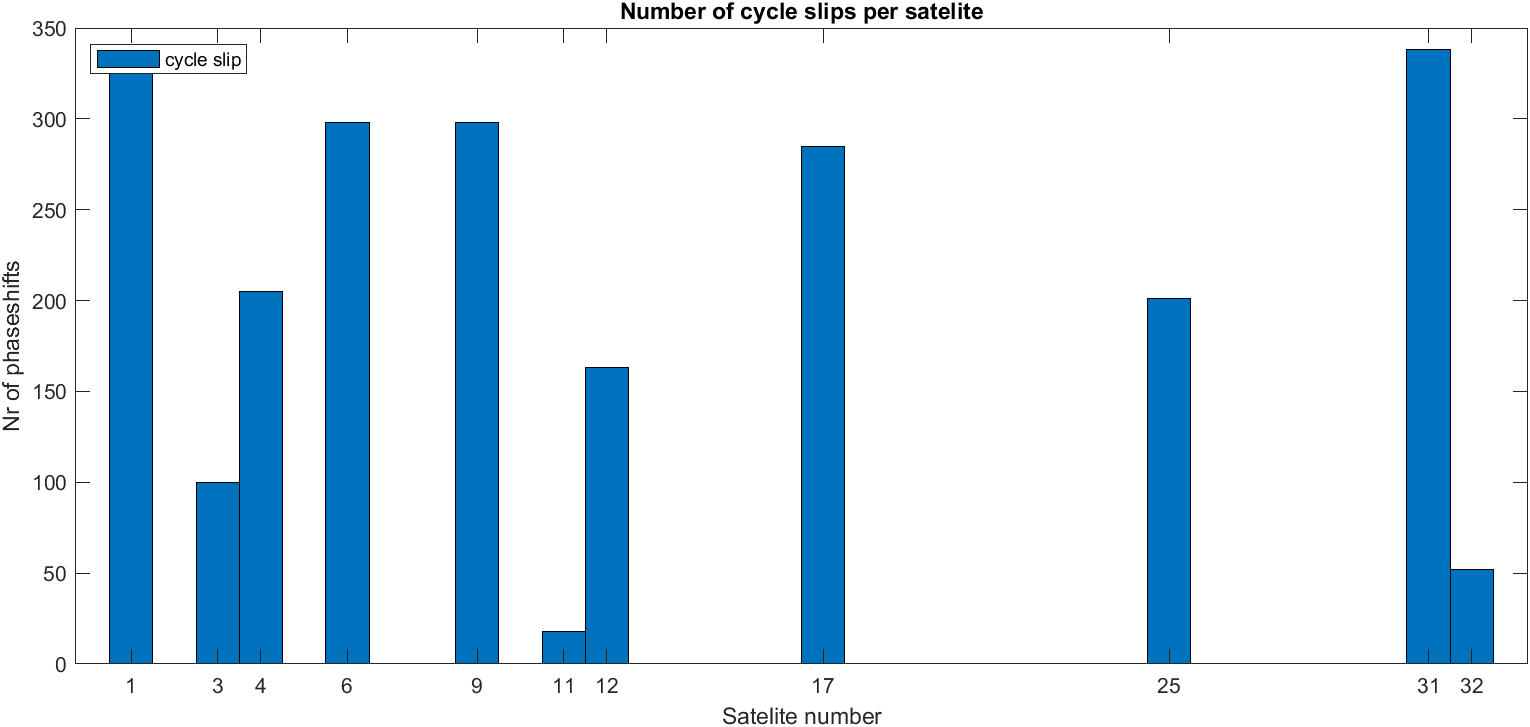 Number of cycle slips per satelite
cycle slip
350
300
250
200
150
100
50
0
Nr of phaseshifts
1 3 4 6 9 11 12 17 25 31 32
Satelite number